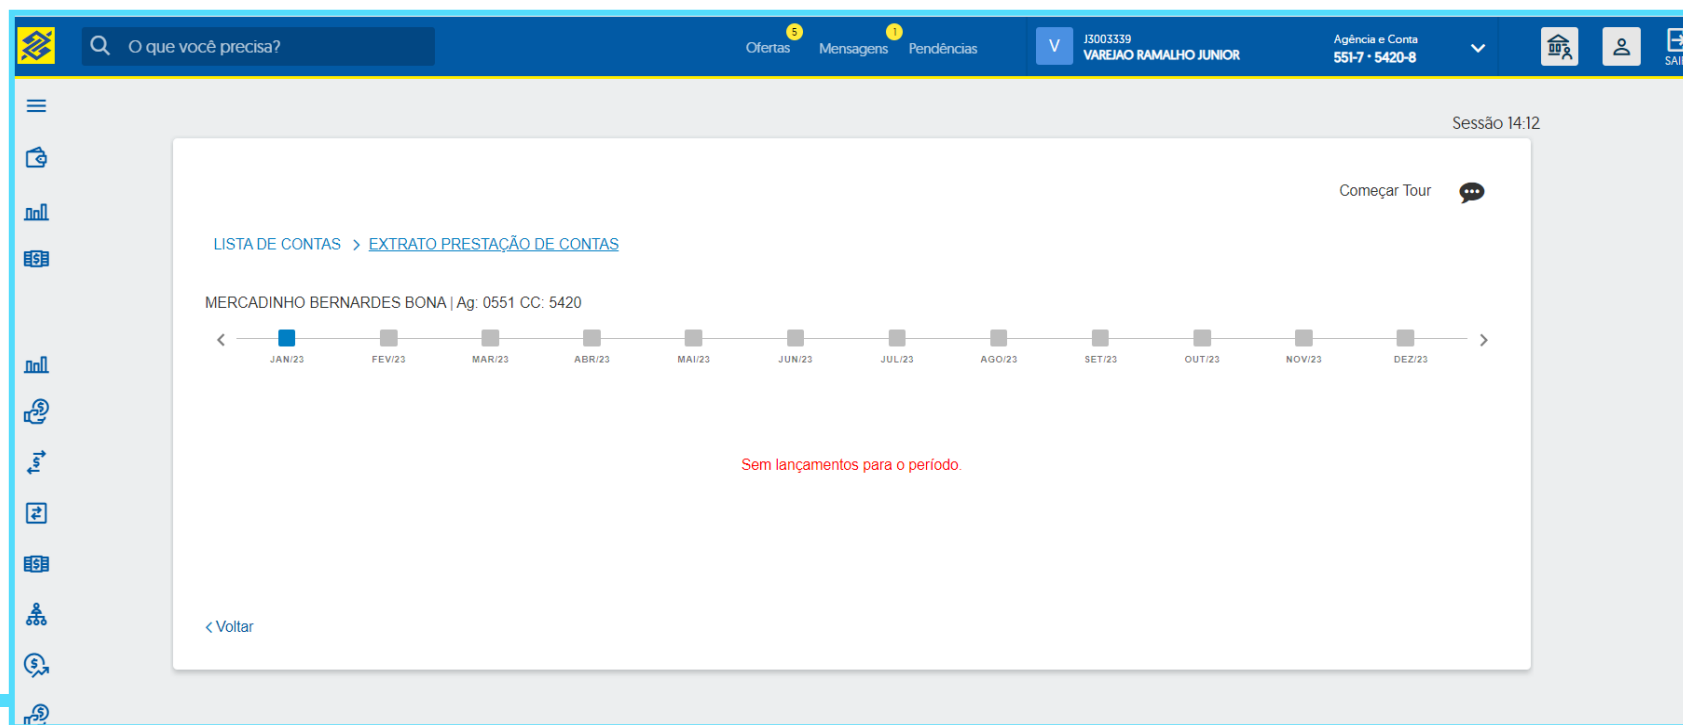 O que você precisa?
Ofertas 5
Mensagens 1
Pendências
V
J3003339
VAREJAO RAMALHO JUNIOR
Agência e Conta
551-7 · 5420-8
Sessão 14:12
Começar Tour
LISTA DE CONTAS > EXTRATO PRESTAÇÃO DE CONTAS
MERCADINHO BERNARDES BONA | Ag: 0551 CC: 5420
JAN/23 FEV/23 MAR/23 ABR/23 MAI/23 JUN/23 JUL/23 AGO/23 SET/23 OUT/23 NOV/23 DEZ/23
Sem lançamentos para o período.
< Voltar